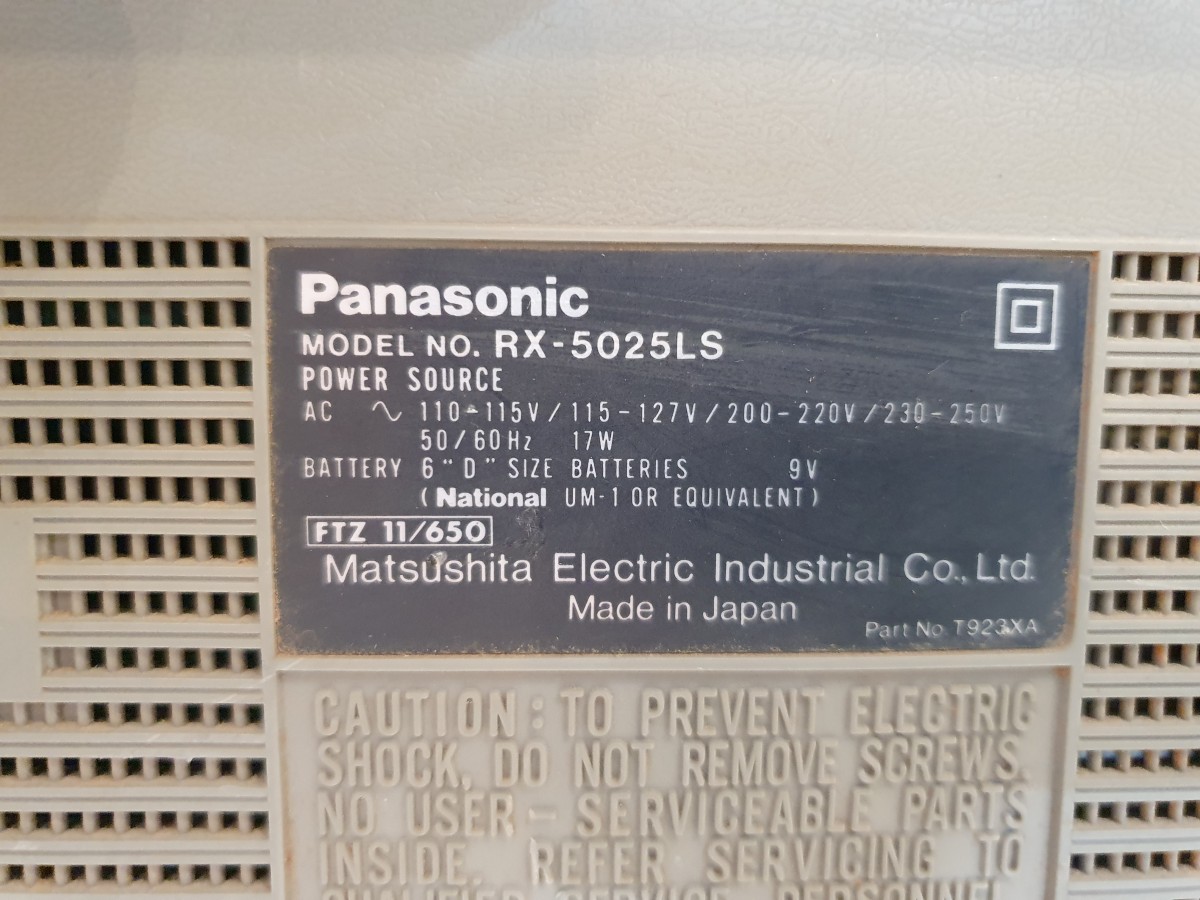 Panasonic
MODEL NO. RX-5025LS
POWER SOURCE
AC ∿ 110-115V/115-127V/200-220V/230-250V
50/60Hz 17W
BATTERY 6 "D" SIZE BATTERIES 9V
(National UM-1 OR EQUIVALENT)
FTZ 11/650
Matsushita Electric Industrial Co., Ltd.
Made in Japan
Part No T923XA
CAUTION: TO PREVENT ELECTRIC
SHOCK, DO NOT REMOVE SCREWS.
NO USER-SERVICEABLE PARTS
INSIDE. REFER SERVICING TO
QUALIFIED SERVICE PERSONNEL.